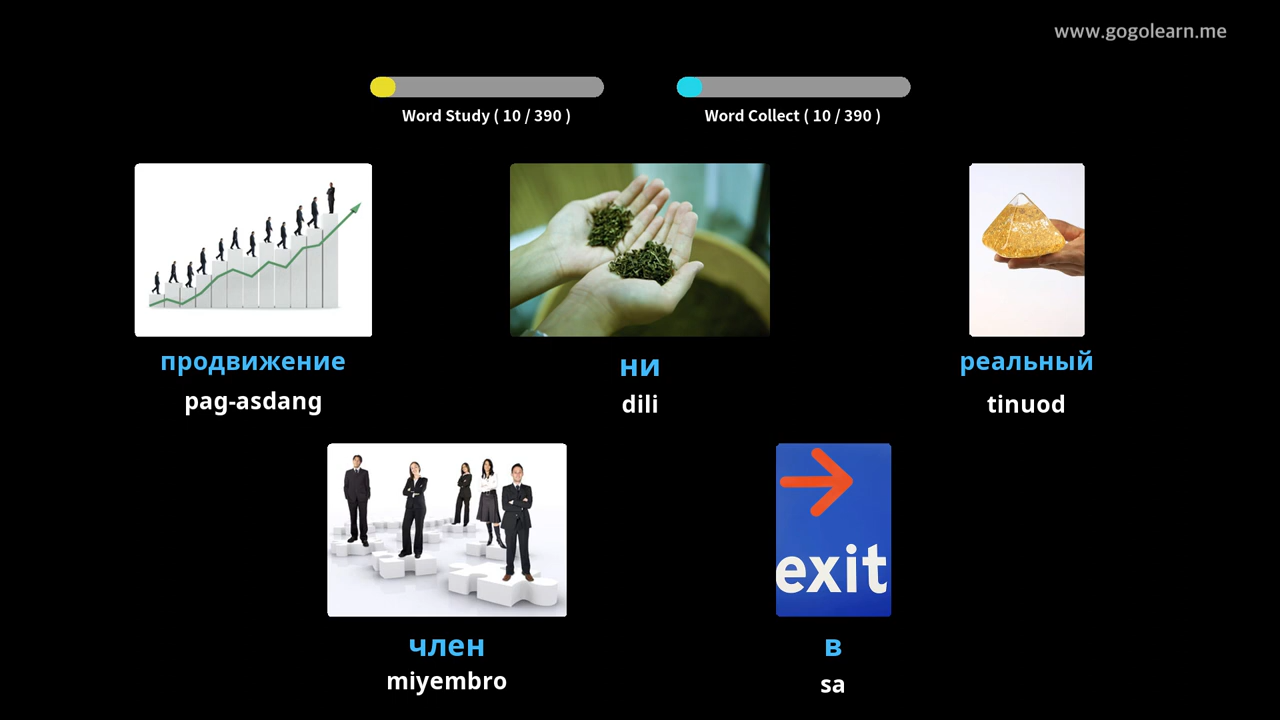 www.gogolearn.me
Word Study ( 10 / 390 )
Word Collect ( 10 / 390 )
продвижение
pag-asdang
ни
dili
реальный
tinuod
exit
член
miyembro
в
sa